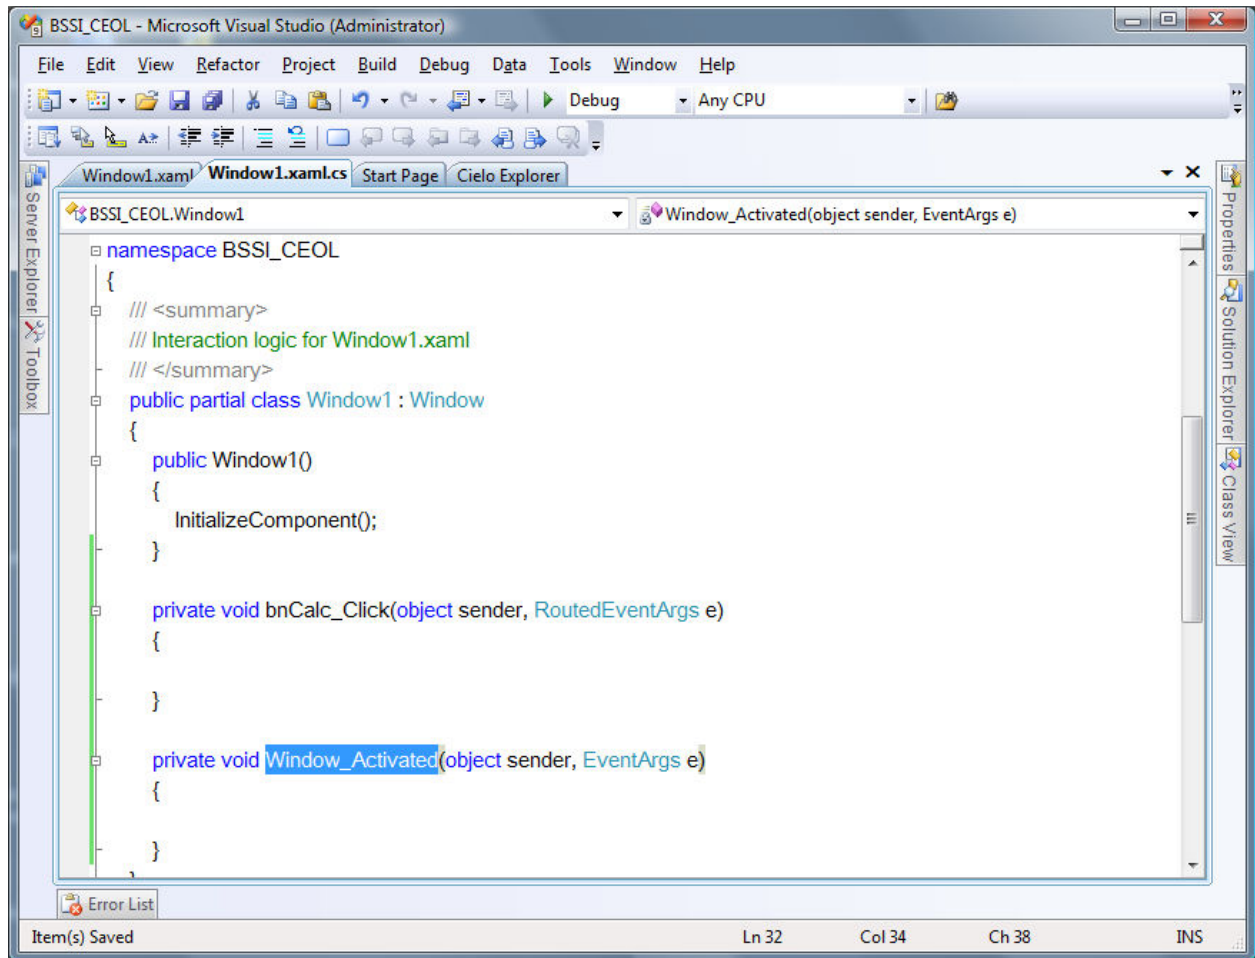 BSSI_CEOL - Microsoft Visual Studio (Administrator)
File Edit View Refactor Project Build Debug Data Tools Window Help
Debug Any CPU
Window1.xaml Window1.xaml.cs Start Page Cielo Explorer
BSSI_CEOL.Window1 Window_Activated(object sender, EventArgs e)
Server Explorer
Toolbox
namespace BSSI_CEOL
{
/// <summary>
/// Interaction logic for Window1.xaml
/// </summary>
public partial class Window1 : Window
{
public Window1()
{
InitializeComponent();
}
private void bnCalc_Click(object sender, RoutedEventArgs e)
{
}
private void Window_Activated(object sender, EventArgs e)
{
}
Properties
Solution Explorer
Class View
Error List
Item(s) Saved Ln 32 Col 34 Ch 38 INS